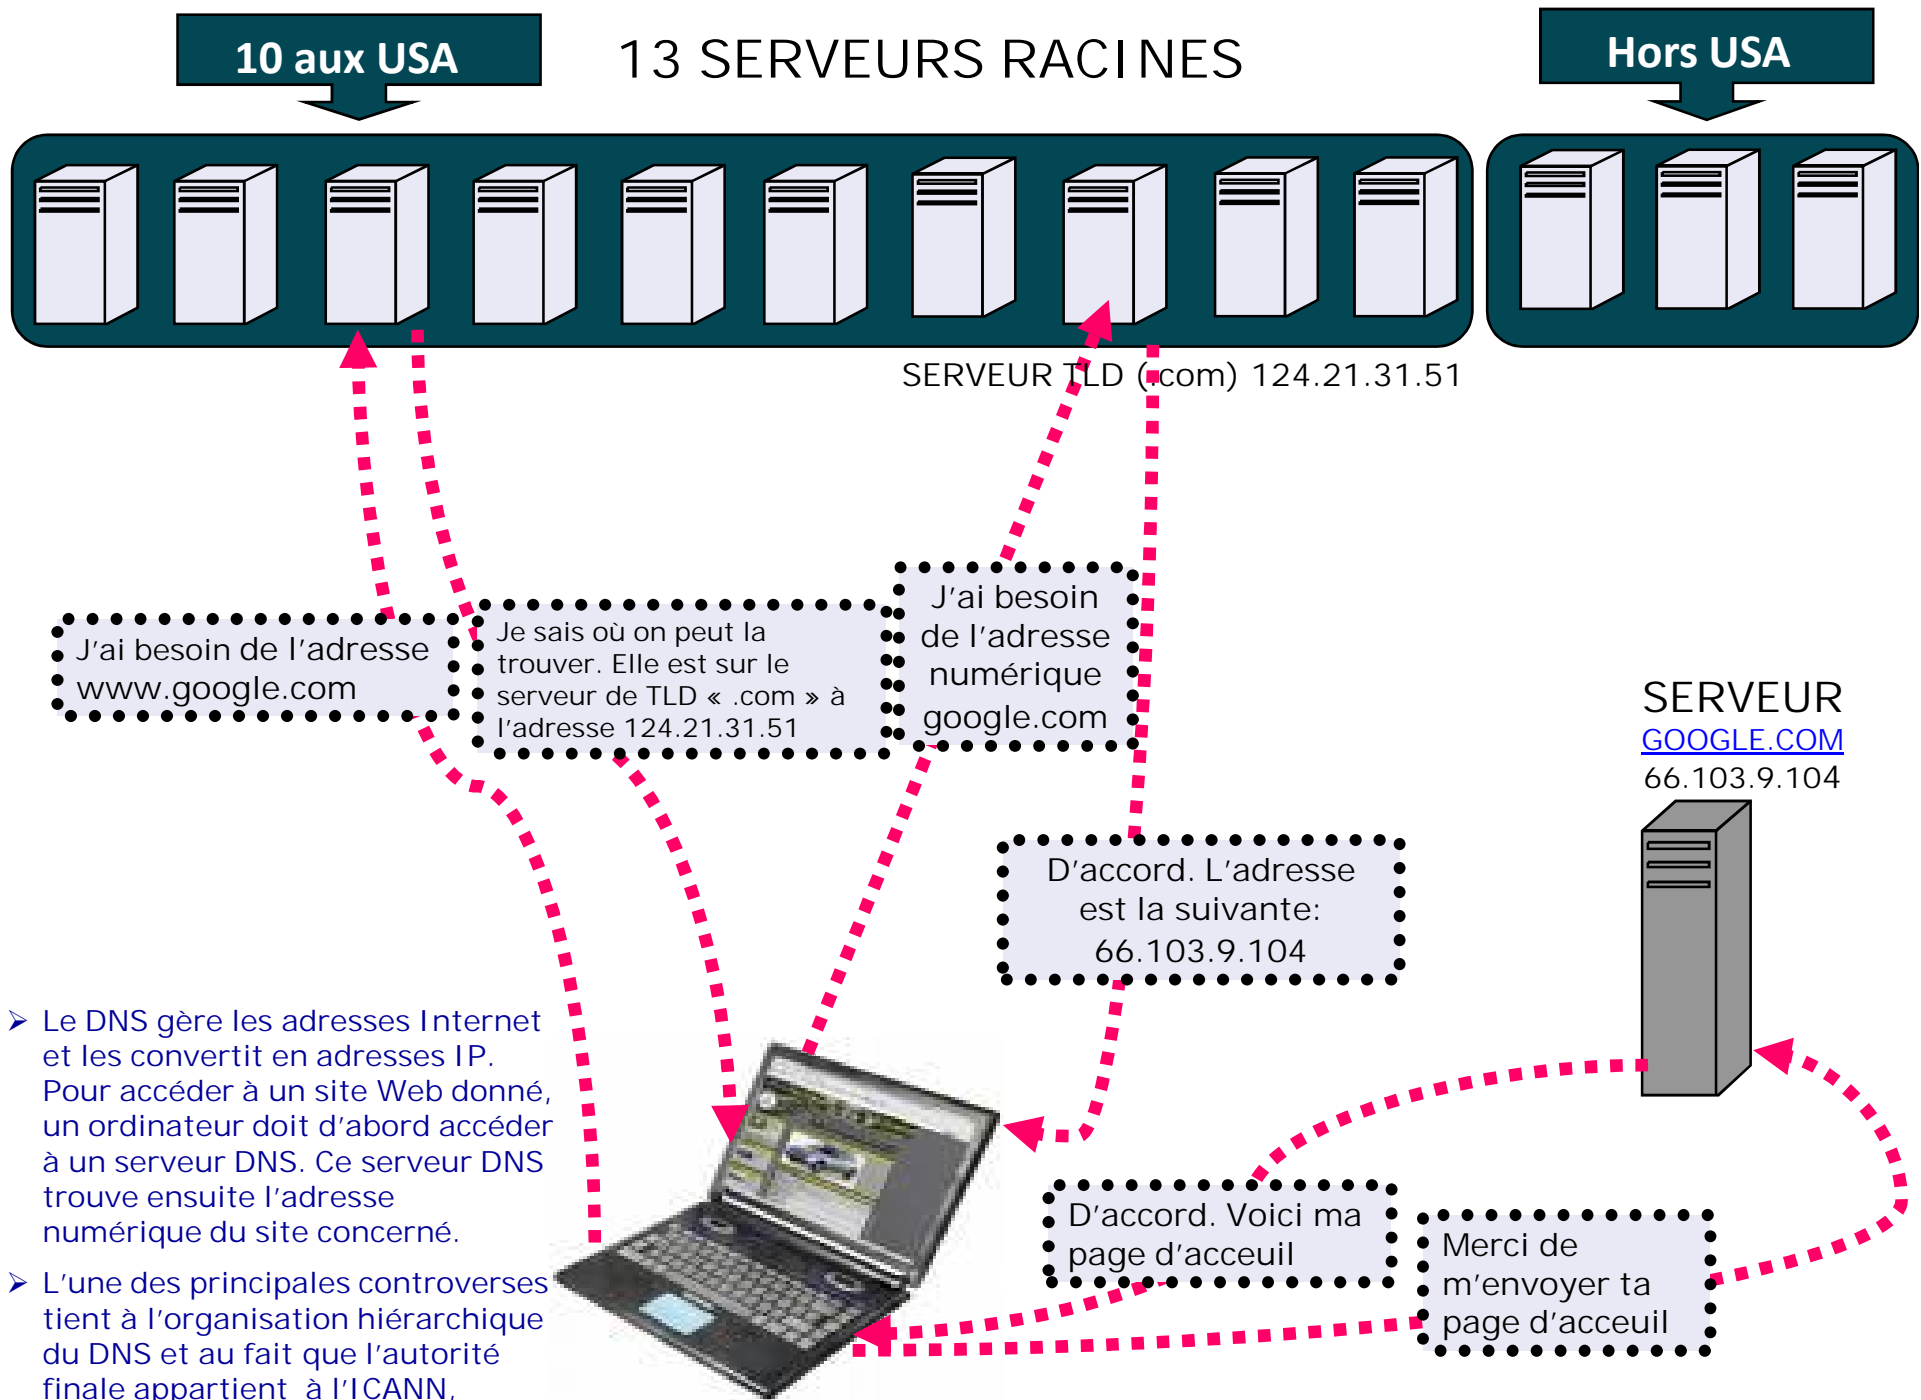 10 aux USA
13 SERVEURS RACINES
Hors USA
SERVEUR TLD (.com) 124.21.31.51
J'ai besoin de l'adresse
www.google.com
Je sais où on peut la
trouver. Elle est sur le
serveur de TLD « .com » à
l'adresse 124.21.31.51
J'ai besoin
de l'adresse
numérique
google.com
SERVEUR
GOOGLE.COM
66.103.9.104
D'accord. L'adresse
est la suivante:
66.103.9.104
➢ Le DNS gère les adresses Internet
et les convertit en adresses IP.
Pour accéder à un site Web donné,
un ordinateur doit d'abord accéder
à un serveur DNS. Ce serveur DNS
trouve ensuite l'adresse
numérique du site concerné.
➢ L'une des principales controverses
tient à l'organisation hiérarchique
du DNS et au fait que l'autorité
finale appartient à l'ICANN,
D'accord. Voici ma
page d'acceuil
Merci de
m'envoyer ta
page d'acceuil